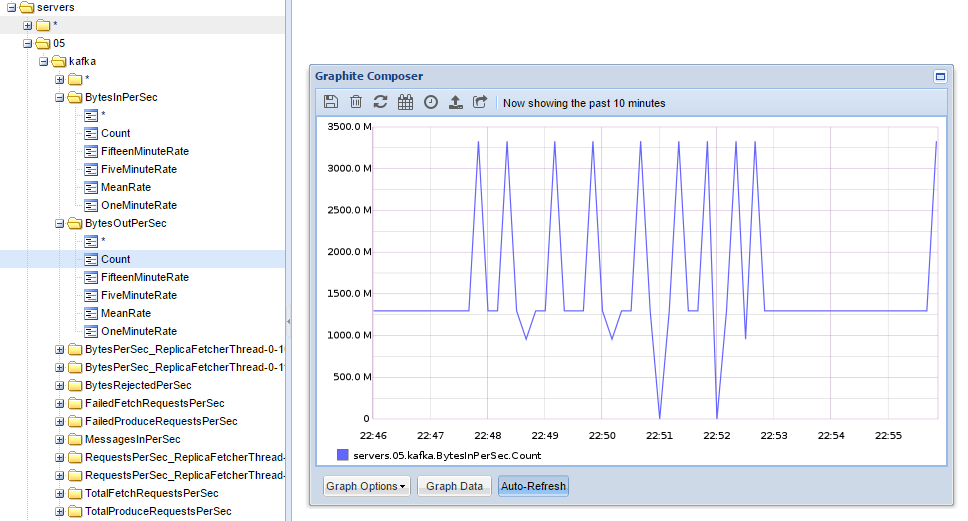 servers
*
05
kafka
*
BytesInPerSec
*
Count
FifteenMinuteRate
FiveMinuteRate
MeanRate
OneMinuteRate
BytesOutPerSec
*
Count
FifteenMinuteRate
FiveMinuteRate
MeanRate
OneMinuteRate
BytesPerSec_ReplicaFetcherThread-0-1
BytesPerSec_ReplicaFetcherThread-0-1
BytesRejectedPerSec
FailedFetchRequestsPerSec
FailedProduceRequestsPerSec
MessagesInPerSec
RequestsPerSec_ReplicaFetcherThread-
RequestsPerSec_ReplicaFetcherThread-
TotalFetchRequestsPerSec
TotalProduceRequestsPerSec
Graphite Composer
Now showing the past 10 minutes
3500.0 M
3000.0 M
2500.0 M
2000.0 M
1500.0 M
1000.0 M
500.0 M
0
22:46 22:47 22:48 22:49 22:50 22:51 22:52 22:53 22:54 22:55
servers.05.kafka.BytesInPerSec.Count
Graph Options Graph Data Auto-Refresh